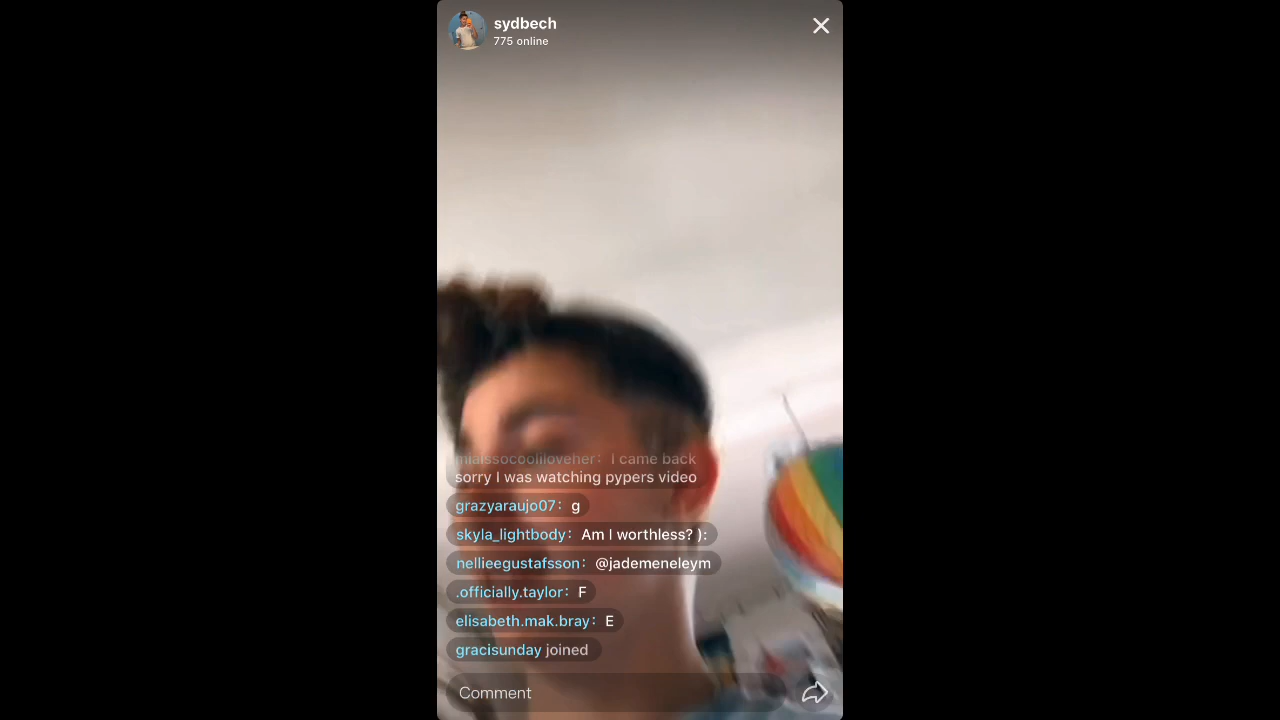 sydbech
775 online
miaissocooliloveher: I came back
sorry I was watching pypers video
grazyaraujo07: g
skyla_lightbody: Am I worthless? ):
nellieegustafsson: @jademeneleym
.officially.taylor: F
elisabeth.mak.bray: E
gracisunday joined
Comment